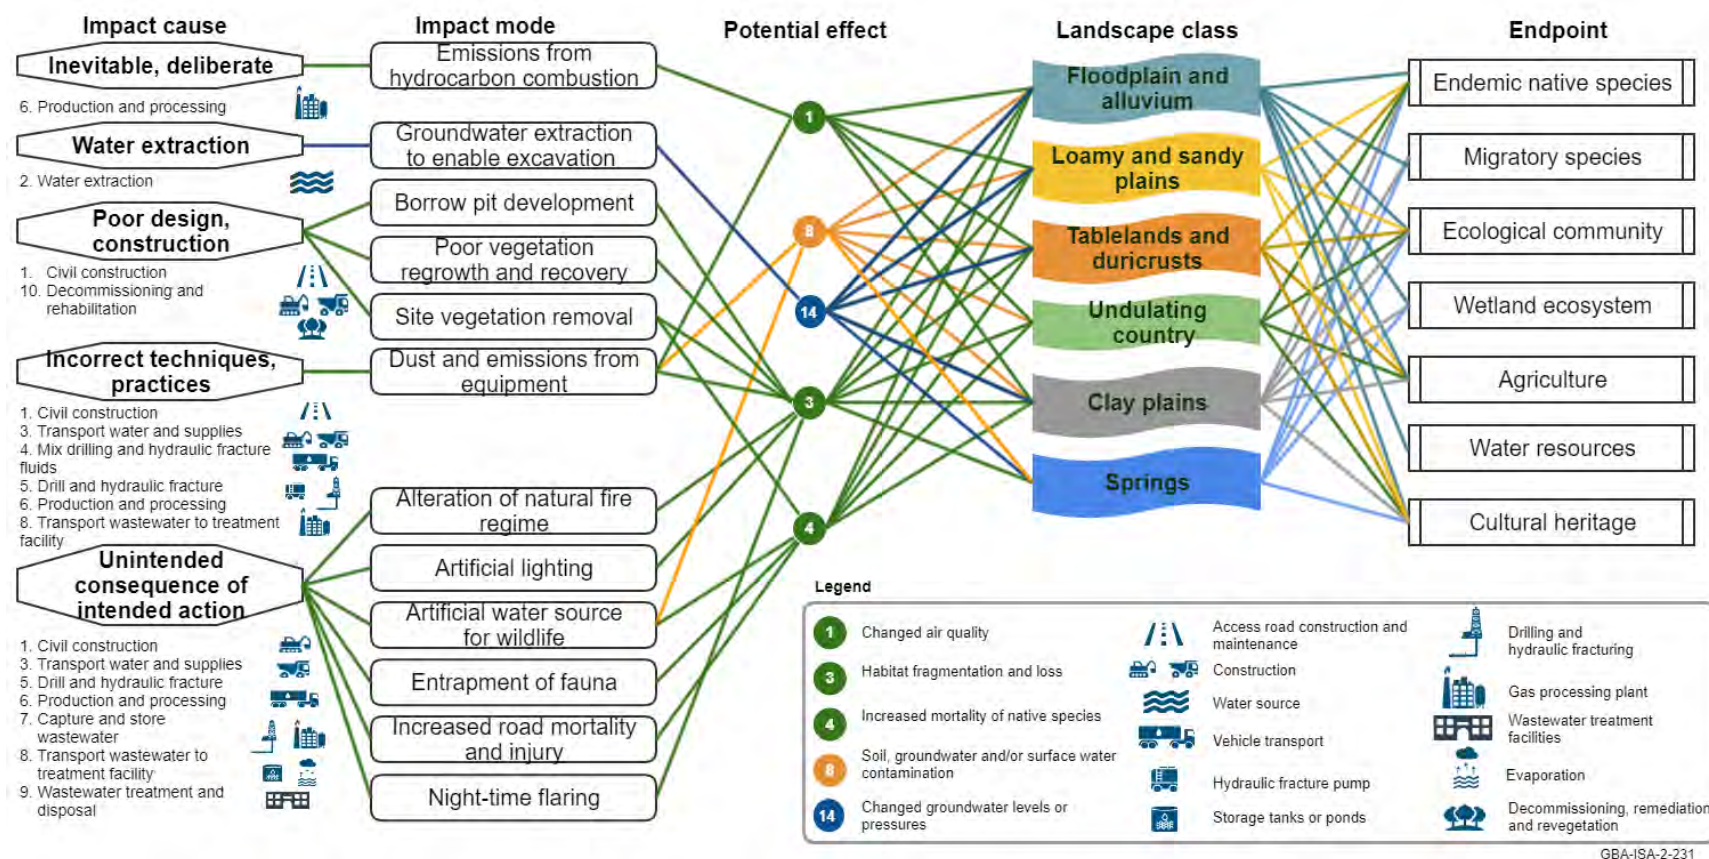 Impact cause
Impact mode
Potential effect
Landscape class
Endpoint
Inevitable, deliberate
6. Production and processing
Water extraction
2. Water extraction
Poor design,
construction
1. Civil construction
10. Decommissioning and
rehabilitation
Incorrect techniques,
practices
1. Civil construction
3. Transport water and supplies
4. Mix drilling and hydraulic fracture
fluids
5. Drill and hydraulic fracture
6. Production and processing
8. Transport wastewater to treatment
facility
Unintended
consequence of
intended action
1. Civil construction
3. Transport water and supplies
5. Drill and hydraulic fracture
6. Production and processing
7. Capture and store
wastewater
8. Transport wastewater to
treatment facility
9. Wastewater treatment and
disposal
Emissions from
hydrocarbon combustion
Groundwater extraction
to enable excavation
Borrow pit development
Poor vegetation
regrowth and recovery
Site vegetation removal
Dust and emissions from
equipment
Alteration of natural fire
regime
Artificial lighting
Artificial water source
for wildlife
Entrapment of fauna
Increased road mortality
and injury
Night-time flaring
1
8
14
3
4
Floodplain and
alluvium
Loamy and sandy
plains
Tablelands and
duricrusts
Undulating
country
Clay plains
Springs
Endemic native species
Migratory species
Ecological community
Wetland ecosystem
Agriculture
Water resources
Cultural heritage
Legend
1 Changed air quality
3 Habitat fragmentation and loss
4 Increased mortality of native species
8 Soil, groundwater and/or surface water
contamination
14 Changed groundwater levels or
pressures
Access road construction and
maintenance
Construction
Water source
Vehicle transport
Hydraulic fracture pump
Storage tanks or ponds
Drilling and
hydraulic fracturing
Gas processing plant
Wastewater treatment
facilities
Evaporation
Decommissioning, remediation
and revegetation
GBA-ISA-2-231